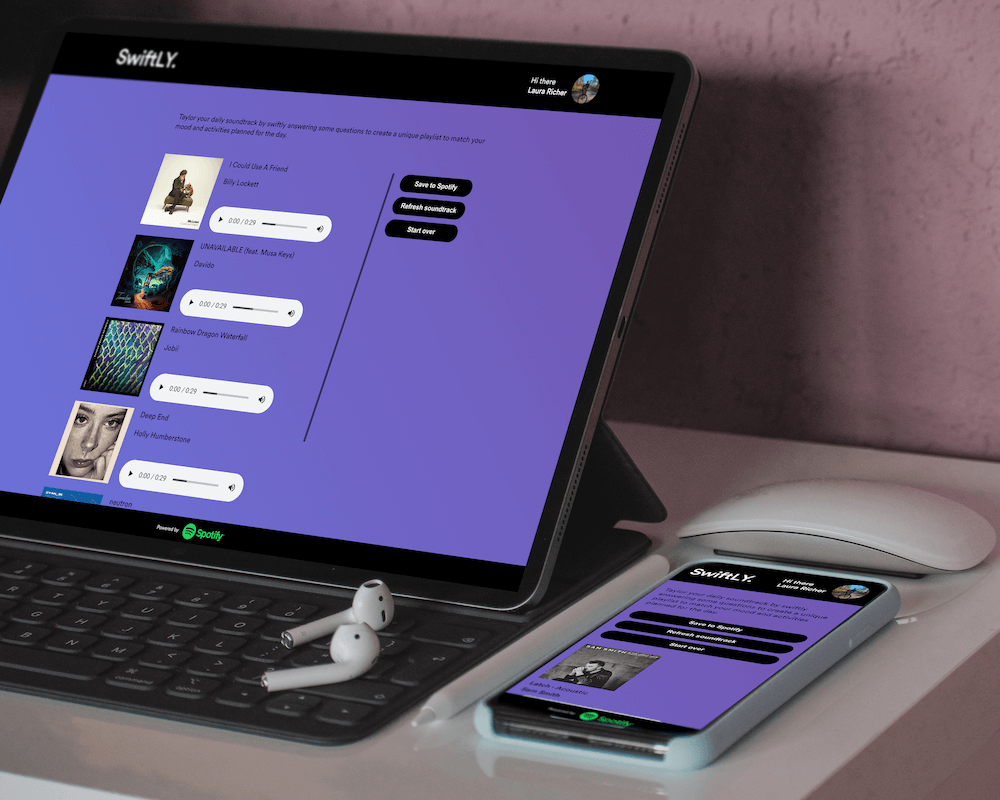 SwiftLY.
Hi there
Laura Richer
Taylor your daily soundtrack by swiftly answering some questions to create a unique playlist to match your
mood and activities planned for the day.
I Could Use A Friend
Billy Lockett
0:00 / 0:29
UNAVAILABLE (feat. Musa Keys)
Davido
0:00 / 0:29
Rainbow Dragon Waterfall
Jobii
0:00 / 0:29
Deep End
Holly Humberstone
0:00 / 0:29
neutron
Save to Spotify
Refresh soundtrack
Start over
Powered by Spotify
SwiftLY.
Hi there
Laura Richer
Taylor your daily soundtrack by swiftly
answering some questions to create a unique
playlist to match your mood and activities
planned for the day.
Save to Spotify
Refresh soundtrack
Start over
SAM SMITH
Latch - Acoustic
Sam Smith
Powered by Spotify
command
option